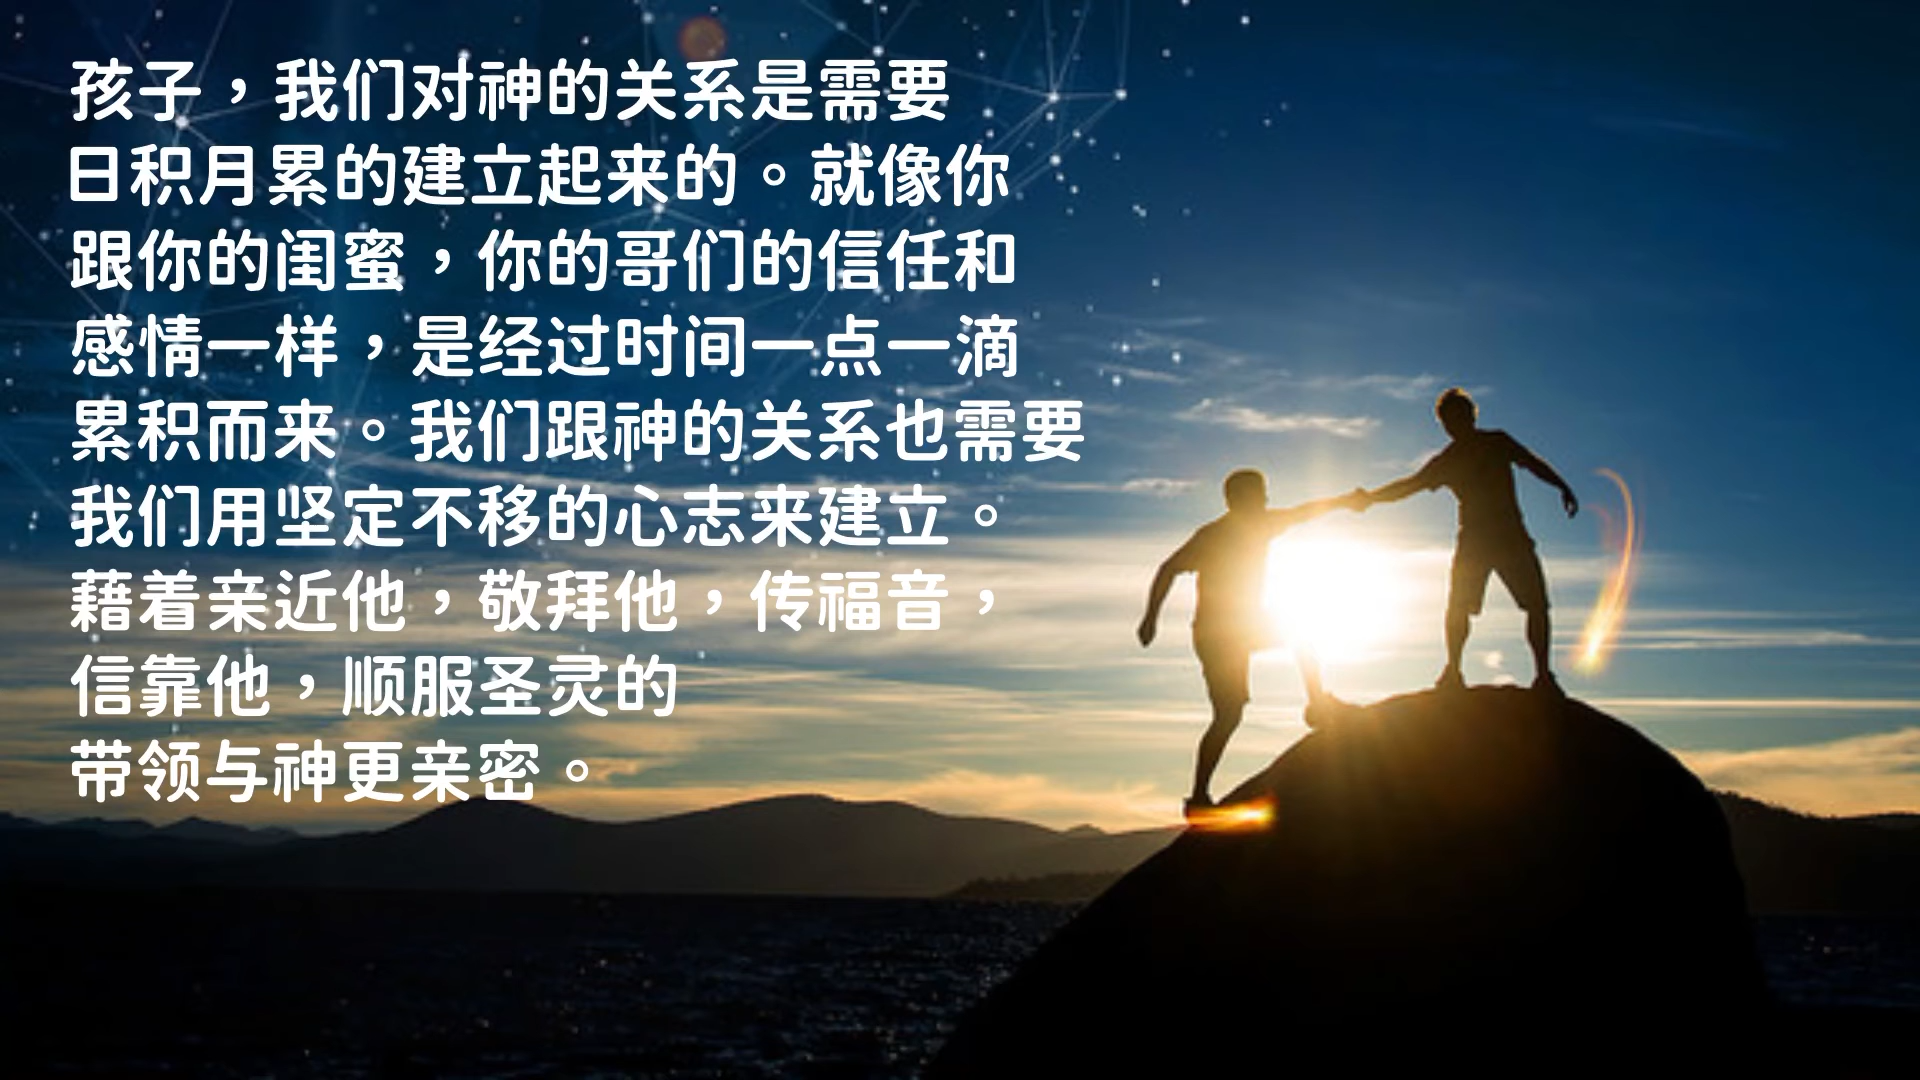 孩子，我们对神的关系是需要
日积月累的建立起来的。就像你
跟你的闺蜜，你的哥们的信任和
感情一样，是经过时间一点一滴
累积而来。我们跟神的关系也需要
我们用坚定不移的心志来建立。
藉着亲近他，敬拜他，传福音，
信靠他，顺服圣灵的
带领与神更亲密。